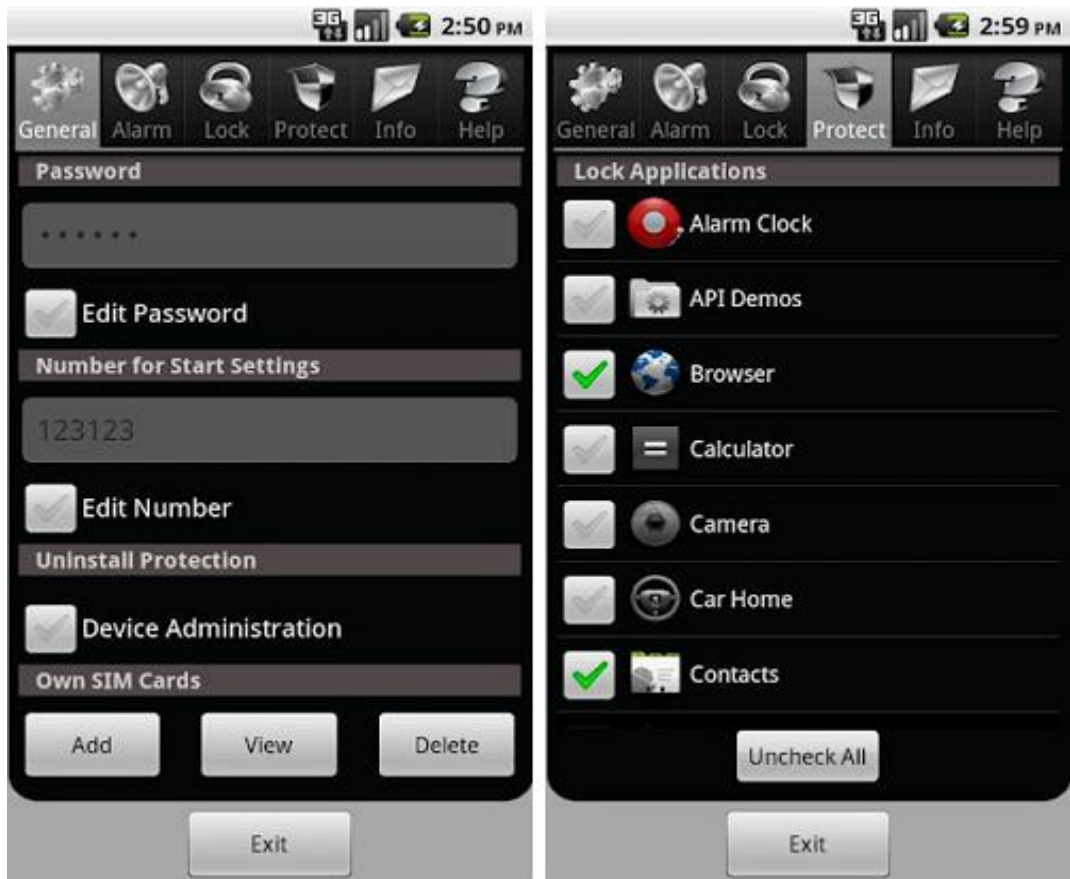 3G 2:50 PM
General Alarm Lock Protect Info Help
Password
••••••
Edit Password
Number for Start Settings
123123
Edit Number
Uninstall Protection
Device Administration
Own SIM Cards
Add View Delete
Exit
3G 2:59 PM
General Alarm Lock Protect Info Help
Lock Applications
Alarm Clock
API Demos
Browser
Calculator
Camera
Car Home
Contacts
Uncheck All
Exit